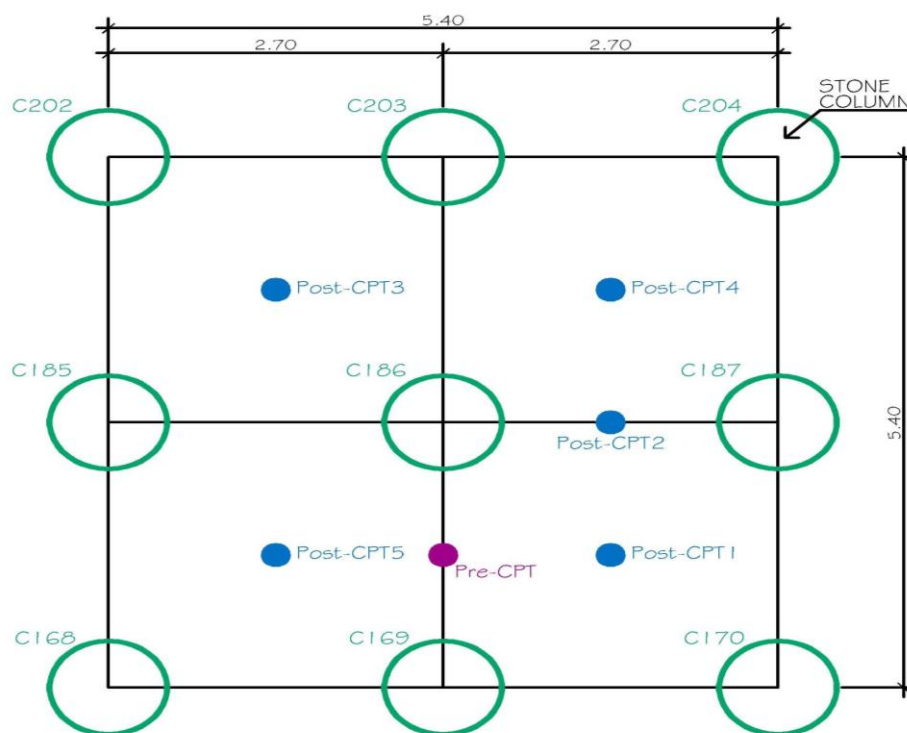 5.40
2.70 2.70
STONE
COLUMN
C202 C203 C204
Post-CPT3 Post-CPT4
C185 C186 C187
5.40
Post-CPT2
Post-CPT5 Post-CPT1
Pre-CPT
C168 C169 C170